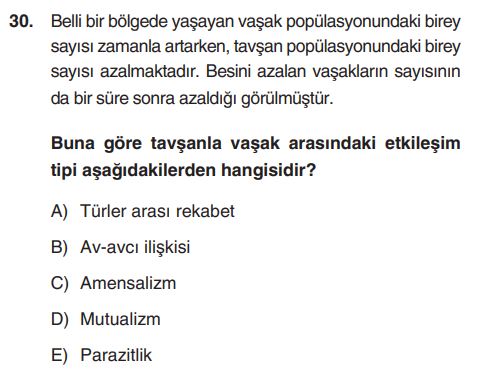 30. Belli bir bölgede yaşayan vaşak popülasyonundaki birey
sayısı zamanla artarken, tavşan popülasyonundaki birey
sayısı azalmaktadır. Besini azalan vaşakların sayısının
da bir süre sonra azaldığı görülmüştür.
Buna göre tavşanla vaşak arasındaki etkileşim
tipi aşağıdakilerden hangisidir?
A) Türler arası rekabet
B) Av-avcı ilişkisi
C) Amensalizm
D) Mutualizm
E) Parazitlik